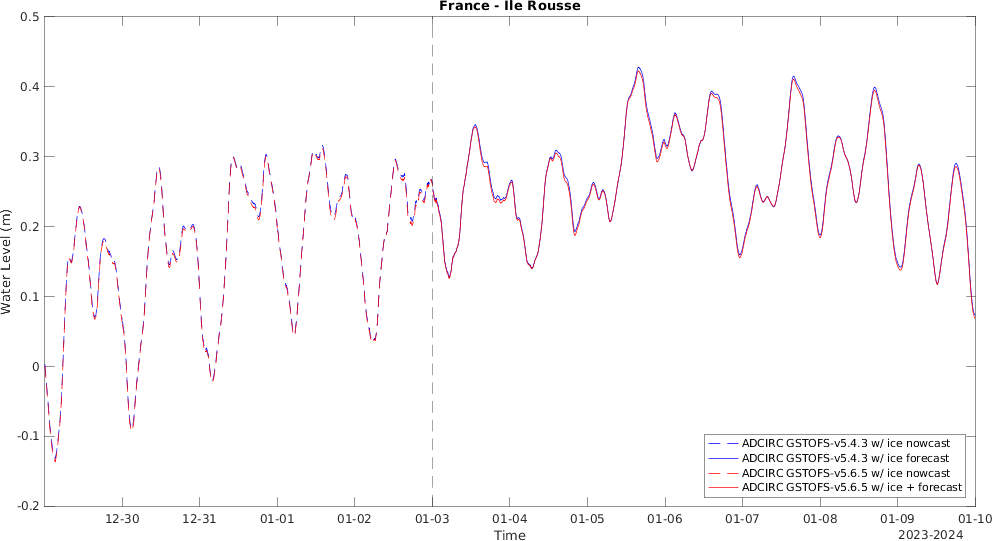 France - Ile Rousse
Water Level (m)
0.5
0.4
0.3
0.2
0.1
0
-0.1
-0.2
12-30 12-31 01-01 01-02 01-03 01-04 01-05 01-06 01-07 01-08 01-09 01-10
Time
2023-2024
ADCIRC GSTOFS-v5.4.3 w/ ice nowcast
ADCIRC GSTOFS-v5.4.3 w/ ice forecast
ADCIRC GSTOFS-v5.6.5 w/ ice nowcast
ADCIRC GSTOFS-v5.6.5 w/ ice + forecast